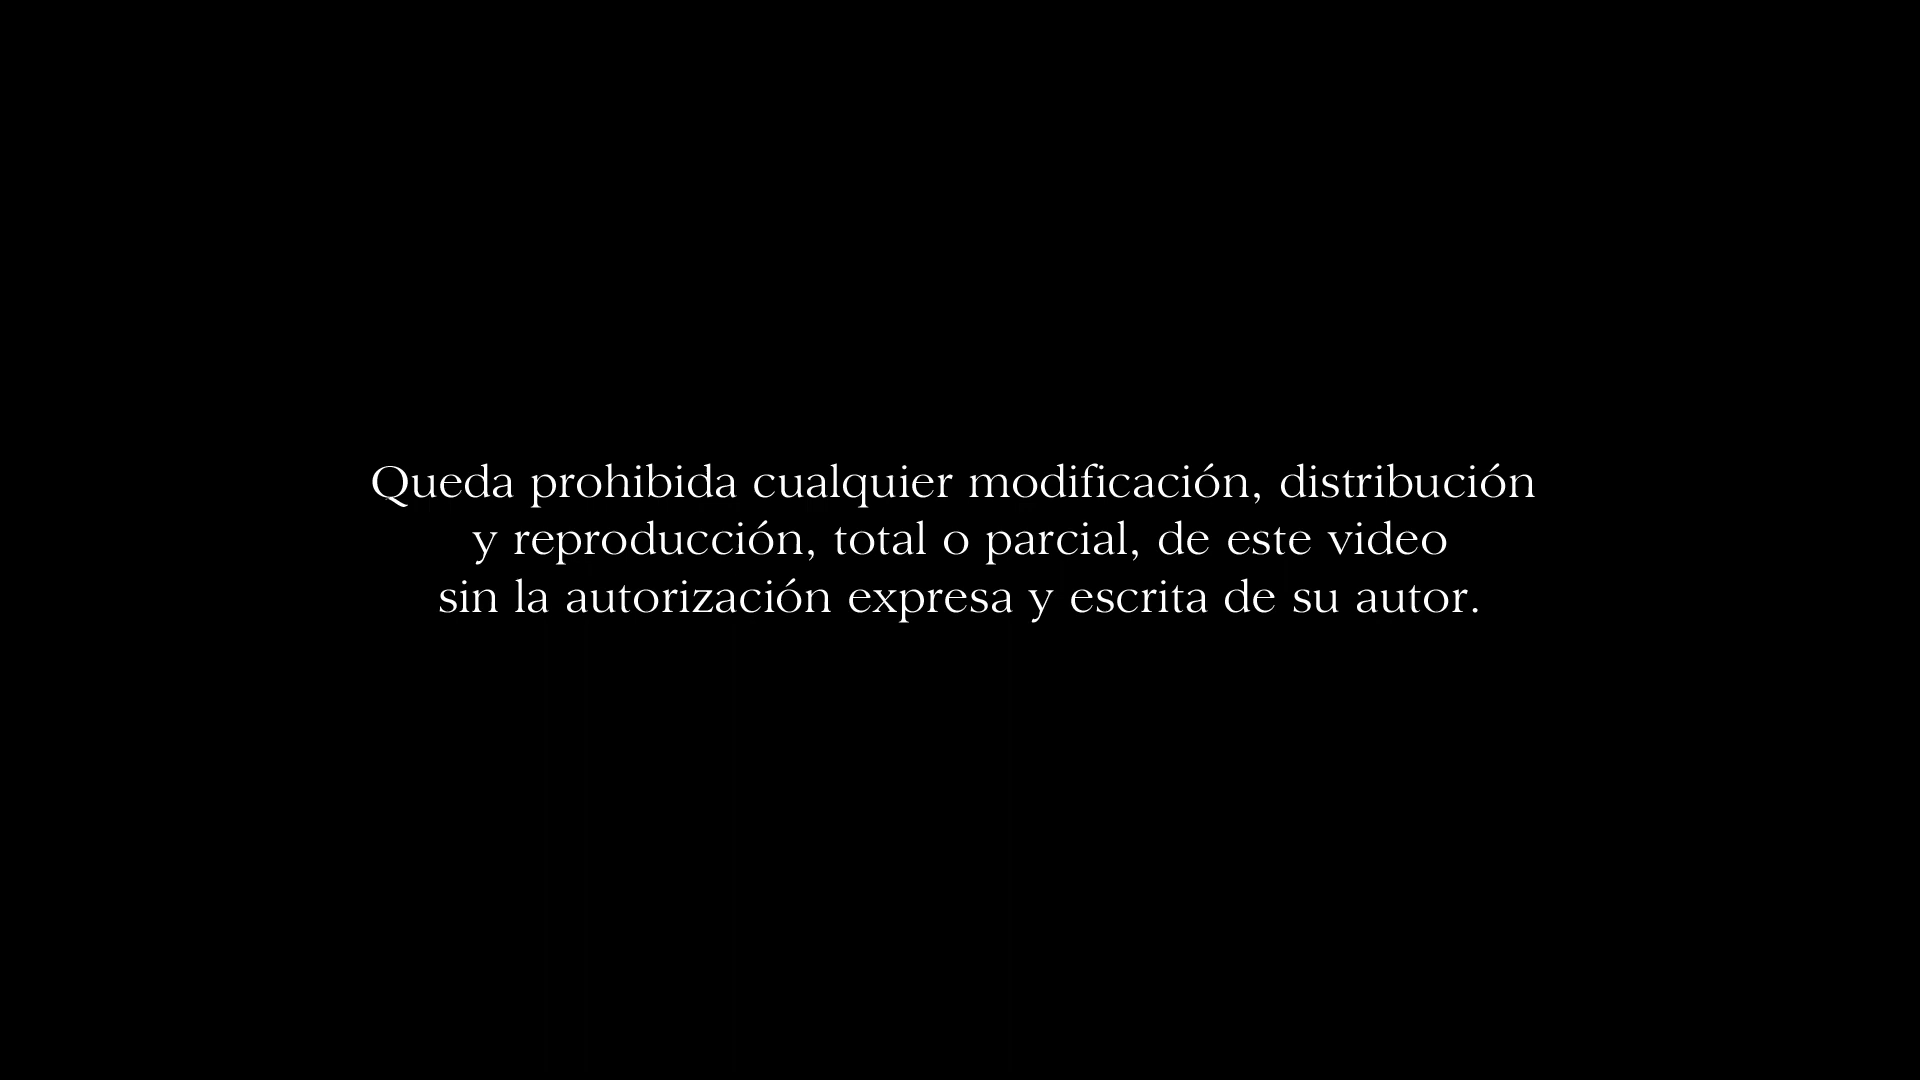 Queda prohibida cualquier modificación, distribución
y reproducción, total o parcial, de este video
sin la autorización expresa y escrita de su autor.